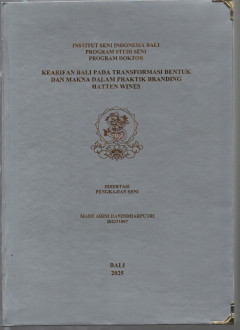 INSTITUT SENI INDONESIA BALI
PROGRAM STUDI SENI
PROGRAM DOKTOR
KEARIFAN BALI PADA TRANSFORMASI BENTUK
DAN MAKNA DALAM PRAKTIK BRANDING
HATTEN WINES
DISERTASI
PENGKAJIAN SENI
MADE
BALI
2025